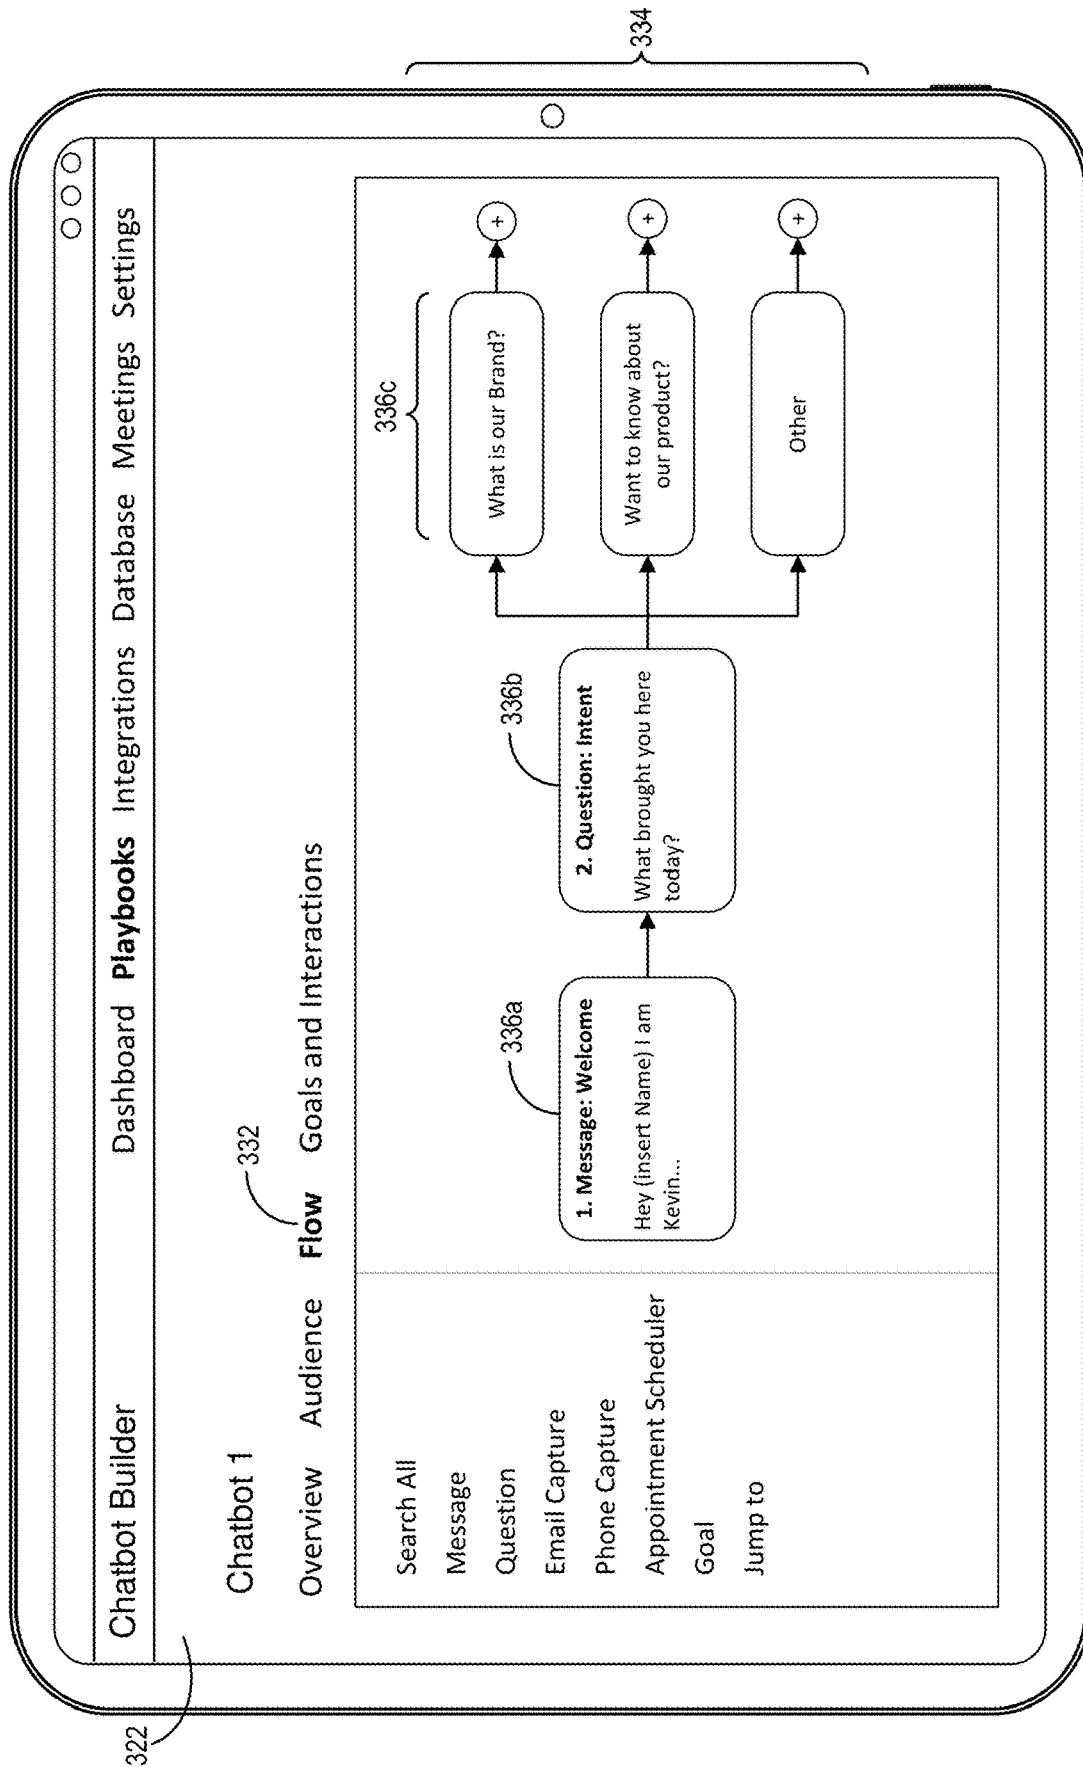 322
Chatbot Builder
Dashboard Playbooks Integrations Database Meetings Settings
Chatbot 1
332
Overview Audience Flow Goals and Interactions
Search All
Message
Question
Email Capture
Phone Capture
Appointment Scheduler
Goal
Jump to
336a
1. Message: Welcome
Hey (insert Name) I am
Kevin...
336b
2. Question: Intent
What brought you here
today?
336c
What is our Brand?
+
Want to know about
our product?
+
Other
+
334